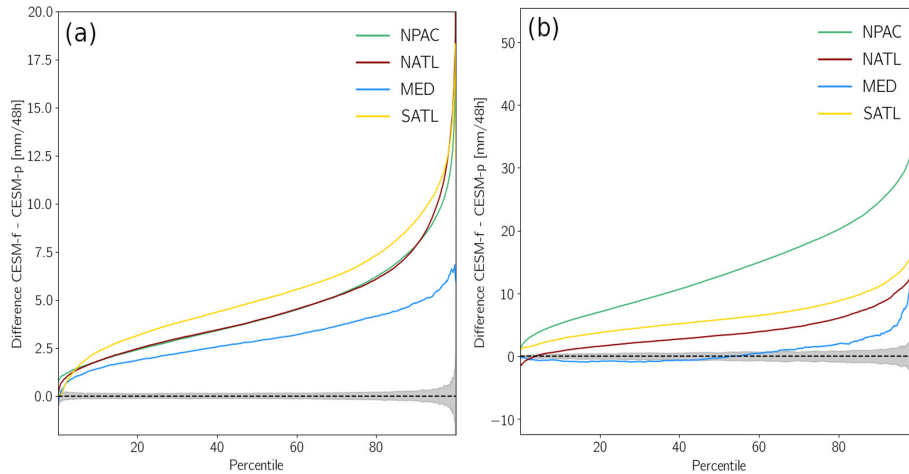 (a)
Difference CESM-f - CESM-p [mm/48h]
20.0
17.5
15.0
12.5
10.0
7.5
5.0
2.5
0.0
NPAC
NATL
MED
SATL
20
40
60
80
Percentile
(b)
Difference CESM-f - CESM-p [mm/48h]
50
40
30
20
10
0
−10
NPAC
NATL
MED
SATL
20
40
60
80
Percentile